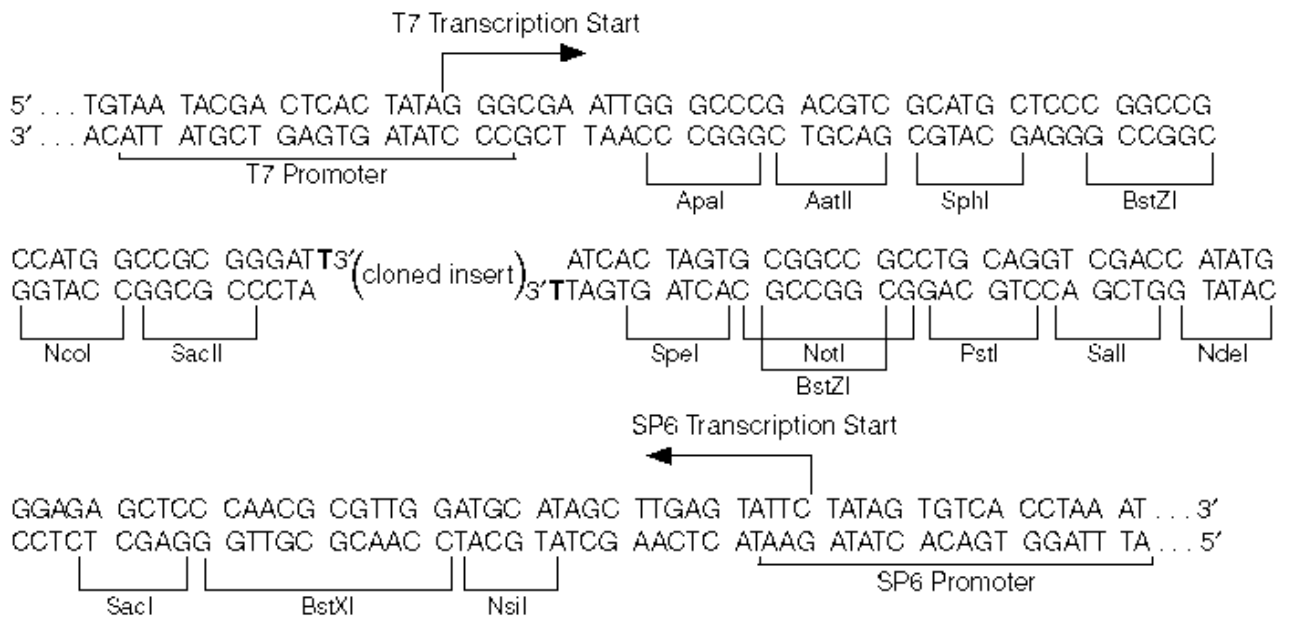 T7 Transcription Start
5′ . . . TGTAA TACGA CTCAC TATAG GGCGA ATTGG GCCCG ACGTC GCATG CTCCC GGCCG
3′ . . . ACATT ATGCT GAGTG ATATC CCGCT TAACC CGGGC TGCAG CGTAC GAGGG CCGGC
T7 Promoter ApaI AatII SphI BstZI
CCATG GCCGC GGGATT3′(cloned insert) ATCAC TAGTG CGGCC GCCTG CAGGT CGACC ATATG
GGTACC GGCG CCCTA 3′TTAGTG ATCAC GCCGG CGGAC GTCCA GCTGG TATAC
NcoI SacII SpeI NotI PstI SalI NdeI
BstZI
SP6 Transcription Start
GGAGA GCTCC CAACG CGTTG GATGC ATAGC TTGAG TATTC TATAG TGTCA CCTAA AT . . . 3′
CCTCT CGAGG GTTGC GCAAC CTACG TATCG AACTC ATAAG ATATC ACAGT GGATT TA . . . 5′
SacI BstXI NsiI SP6 Promoter